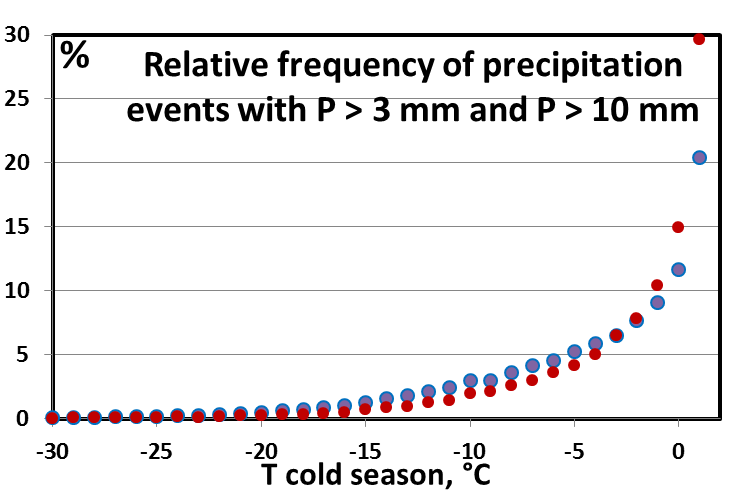 30
%
Relative frequency of precipitation
events with P > 3 mm and P > 10 mm
25
20
15
10
5
0
-30 -25 -20 -15 -10 -5 0
T cold season, °C